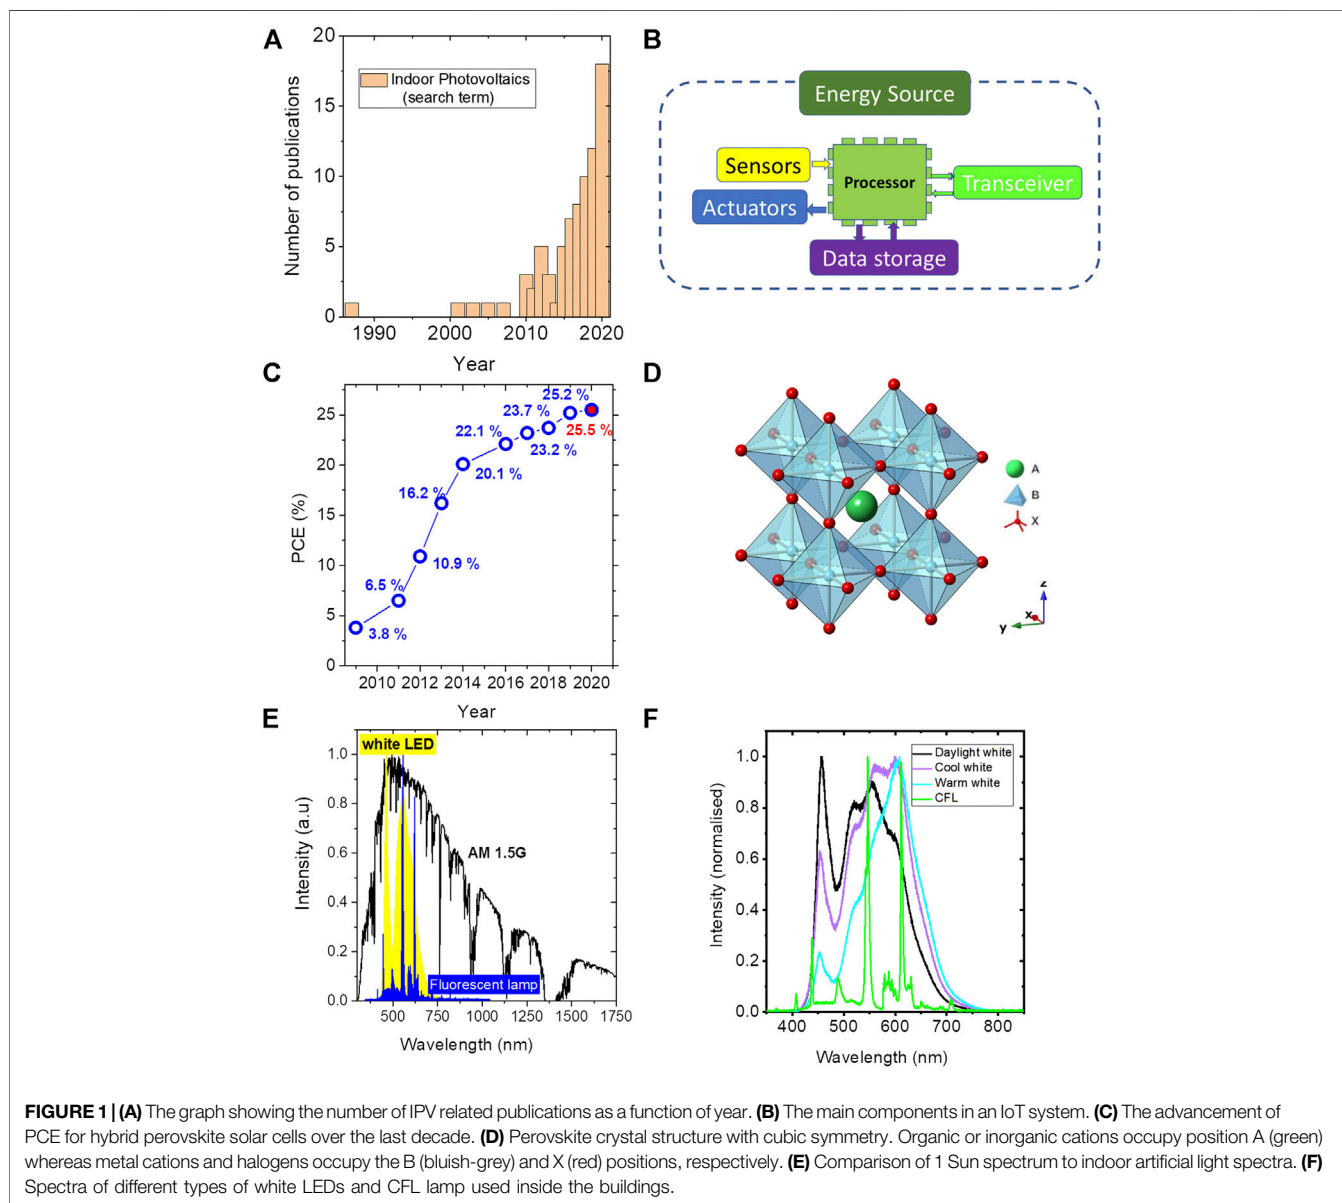 A
20
15
10
5
0
Number of publications
Indoor Photovoltaics
(search term)
1990
2000
2010
2020
Year
B
Energy Source
Sensors
Processor
Transceiver
Actuators
Data storage
C
25
20
15
10
5
0
PCE (%)
3.8 %
6.5 %
10.9 %
16.2 %
20.1 %
22.1 %
23.2 %
23.7 %
25.2 %
25.5 %
2010 2012 2014 2016 2018 2020
Year
D
A
B
X
z
x
y
E
white LED
1.0
0.8
0.6
0.4
0.2
0.0
Intensity (a.u)
AM 1.5G
Fluorescent lamp
500 750 1000 1250 1500 1750
Wavelength (nm)
F
1.0
0.8
0.6
0.4
0.2
0.0
Intensity (normalised)
Daylight white
Cool white
Warm white
CFL
400 500 600 700 800
Wavelength (nm)
FIGURE 1 | (A) The graph showing the number of IPV related publications as a function of year. (B) The main components in an IoT system. (C) The advancement of
PCE for hybrid perovskite solar cells over the last decade. (D) Perovskite crystal structure with cubic symmetry. Organic or inorganic cations occupy position A (green)
whereas metal cations and halogens occupy the B (bluish-grey) and X (red) positions, respectively. (E) Comparison of 1 Sun spectrum to indoor artificial light spectra. (F)
Spectra of different types of white LEDs and CFL lamp used inside the buildings.